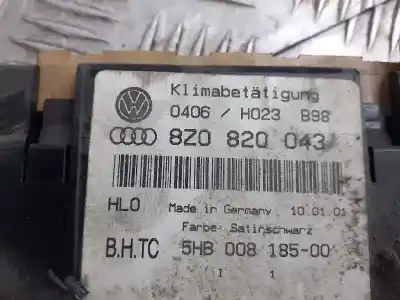 Klimabetätigung
0406 / H023 B98
8Z0 820 043
HLO Made in Germany 10.01.01
Farbe: Satinschwarz
B.H.TC 5HB 008 185-00
1 1